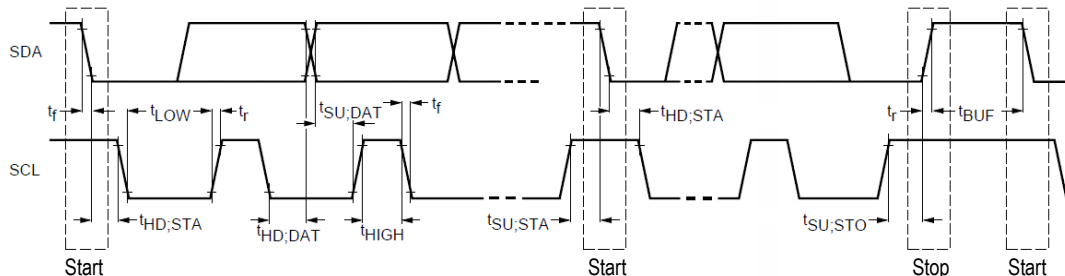 SDA
t_f t_LOW t_r t_SU;DAT t_f t_HD;STA t_r t_BUF
SCL
t_HD;STA t_HD;DAT t_HIGH t_SU;STA t_SU;STO
Start Start Stop Start